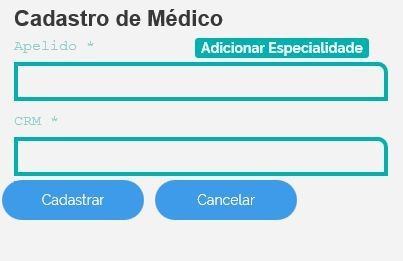 Cadastro de Médico
Apelido *
Adicionar Especialidade
CRM *
Cadastrar
Cancelar